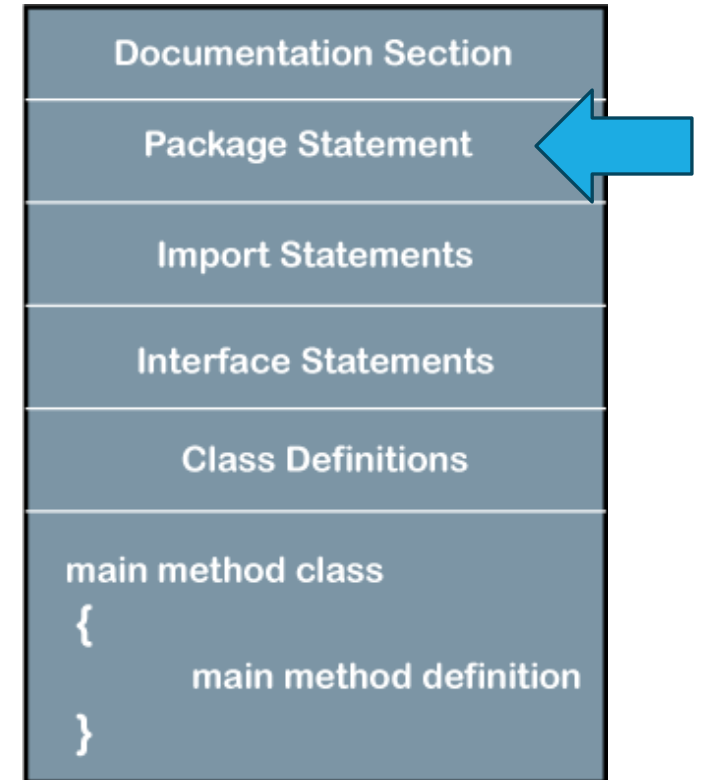 Documentation Section
Package Statement
Import Statements
Interface Statements
Class Definitions
main method class
{
main method definition
}